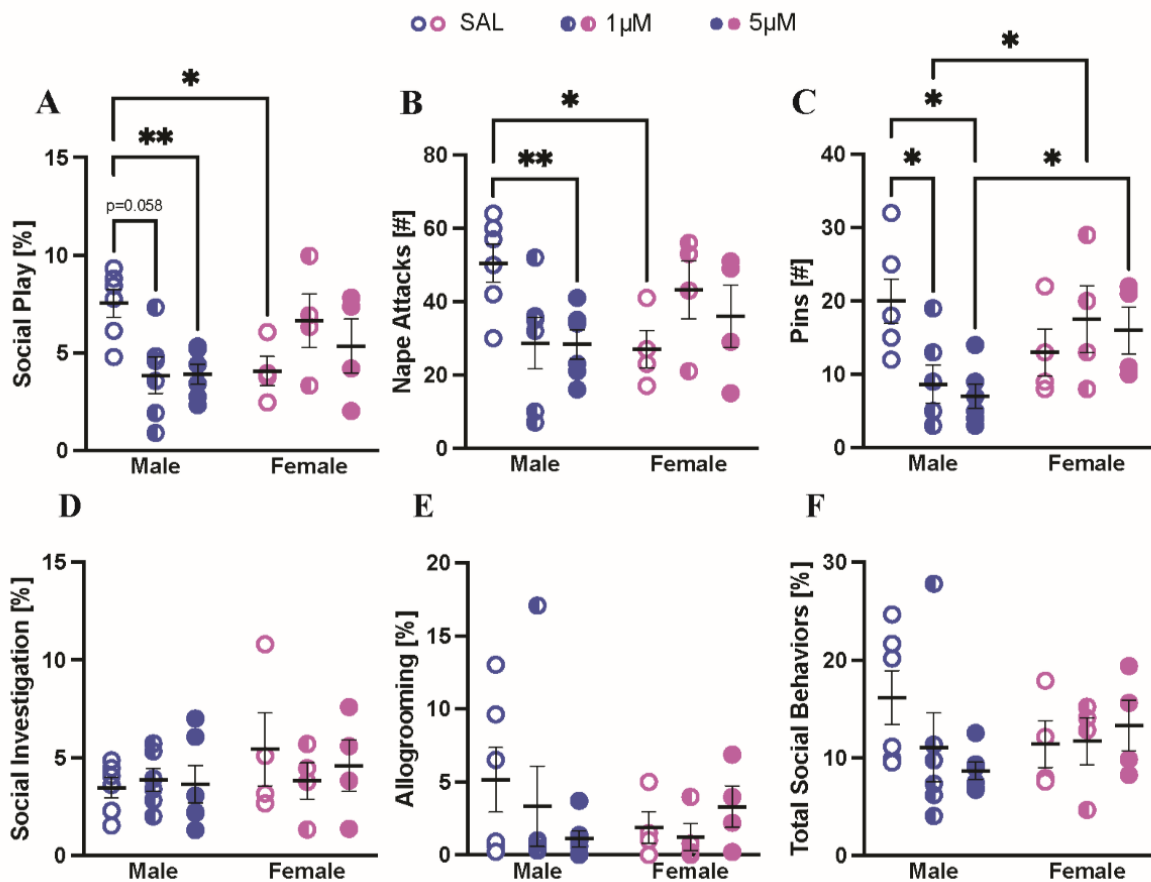 SAL 1µM 5µM
A
Social Play [%]
15
10
5
0
p=0.058
*
**
Male Female
B
Nape Attacks [#]
80
60
40
20
0
*
**
Male Female
C
Pins [#]
40
30
20
10
0
*
*
*
*
Male Female
D
Social Investigation [%]
15
10
5
0
Male Female
E
Allogrooming [%]
20
15
10
5
0
Male Female
F
Total Social Behaviors [%]
30
20
10
0
Male Female